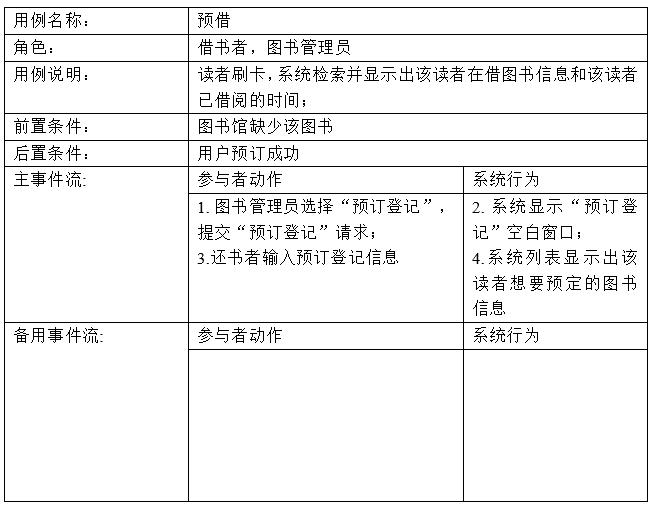 用例名称： 预借
角色： 借书者，图书管理员
用例说明： 读者刷卡，系统检索并显示出该读者在借图书信息和该读者
已借阅的时间；
前置条件： 图书馆缺少该图书
后置条件： 用户预订成功
主事件流: 参与者动作 系统行为
1. 图书管理员选择“预订登记”，
提交“预订登记”请求；
3.还书者输入预订登记信息
2. 系统显示“预订登
记”空白窗口；
4.系统列表显示出该
读者想要预定的图书
信息
备用事件流: 参与者动作 系统行为